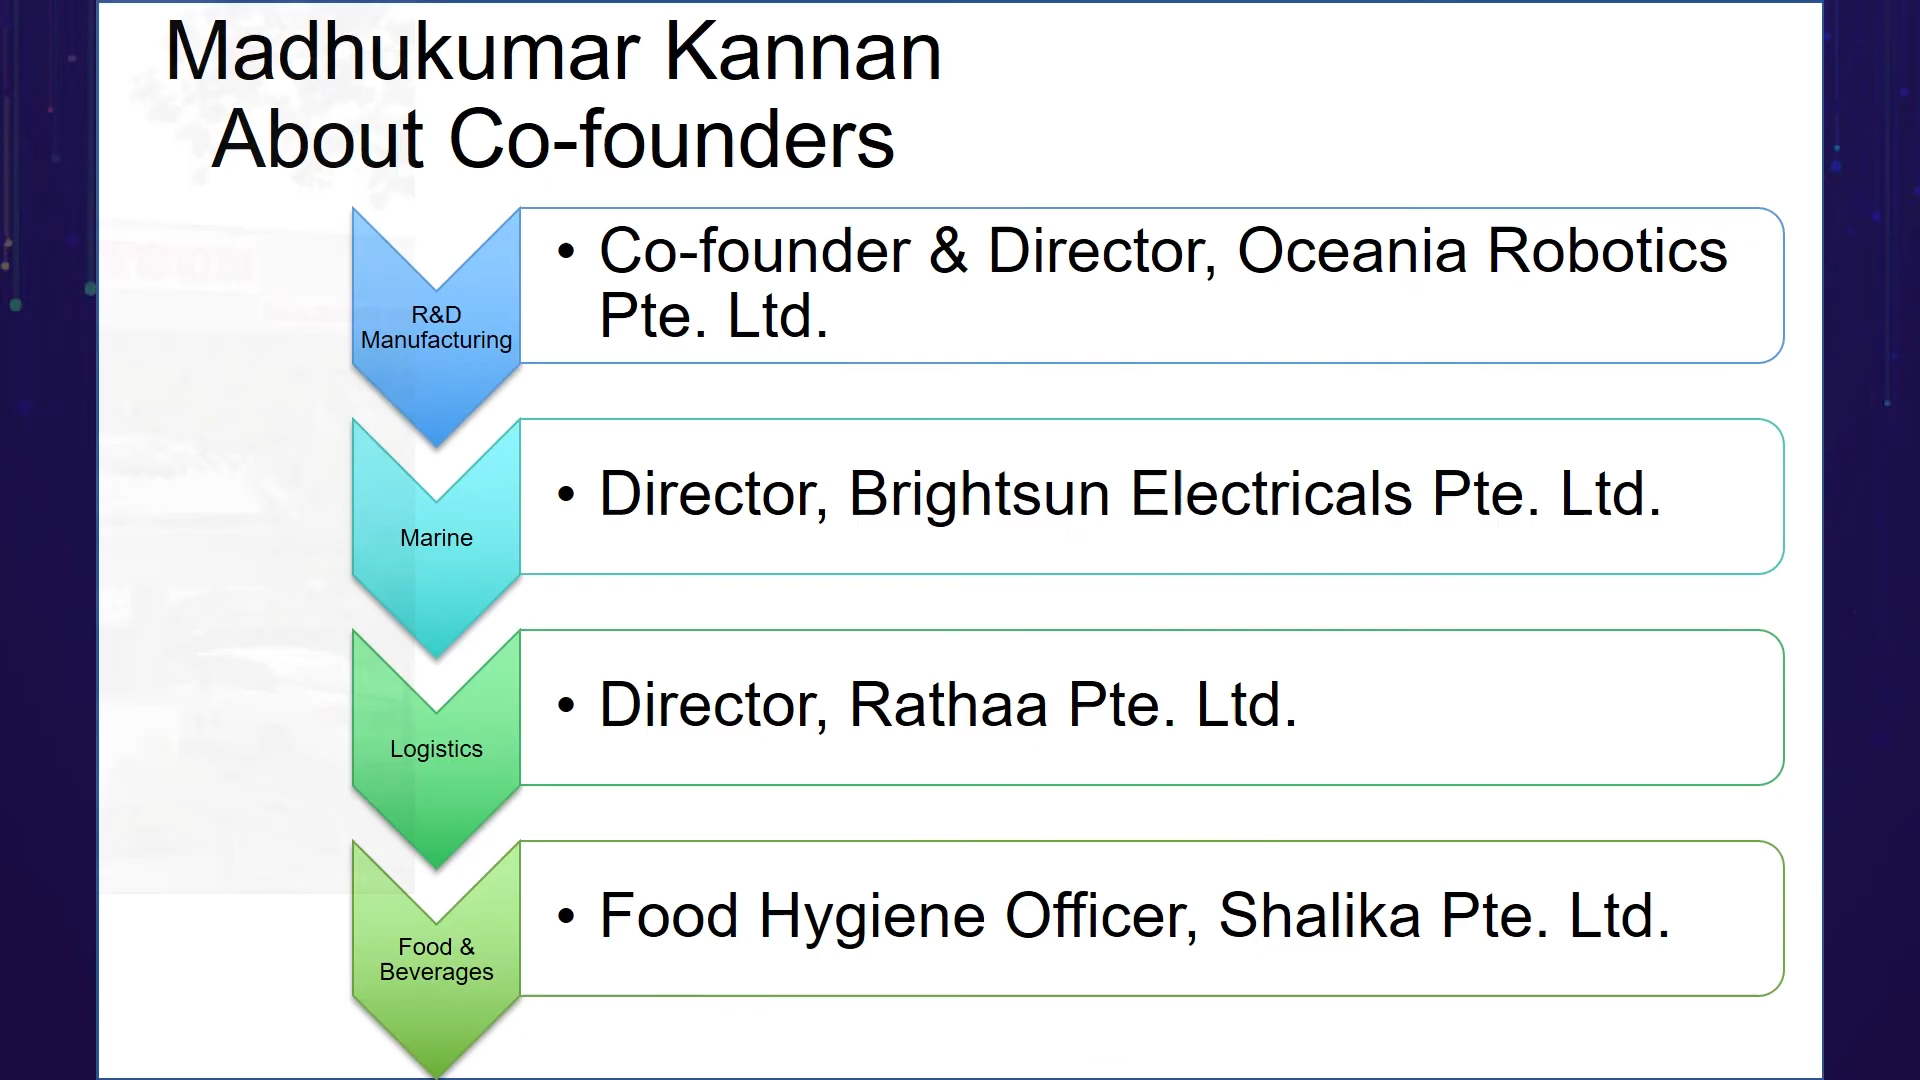 Madhukumar Kannan
About Co-founders
R&D
Manufacturing
• Co-founder & Director, Oceania Robotics
Pte. Ltd.
Marine
• Director, Brightsun Electricals Pte. Ltd.
Logistics
• Director, Rathaa Pte. Ltd.
Food &
Beverages
• Food Hygiene Officer, Shalika Pte. Ltd.